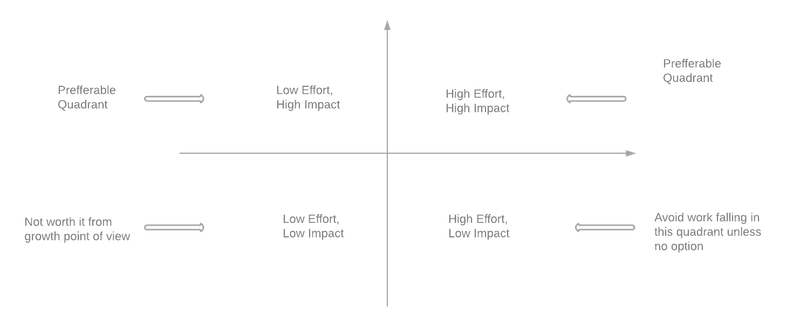 Prefferable
Quadrant
Low Effort,
High Impact
High Effort,
High Impact
Prefferable
Quadrant
Not worth it from
growth point of view
Low Effort,
Low Impact
High Effort,
Low Impact
Avoid work falling in
this quadrant unless
no option